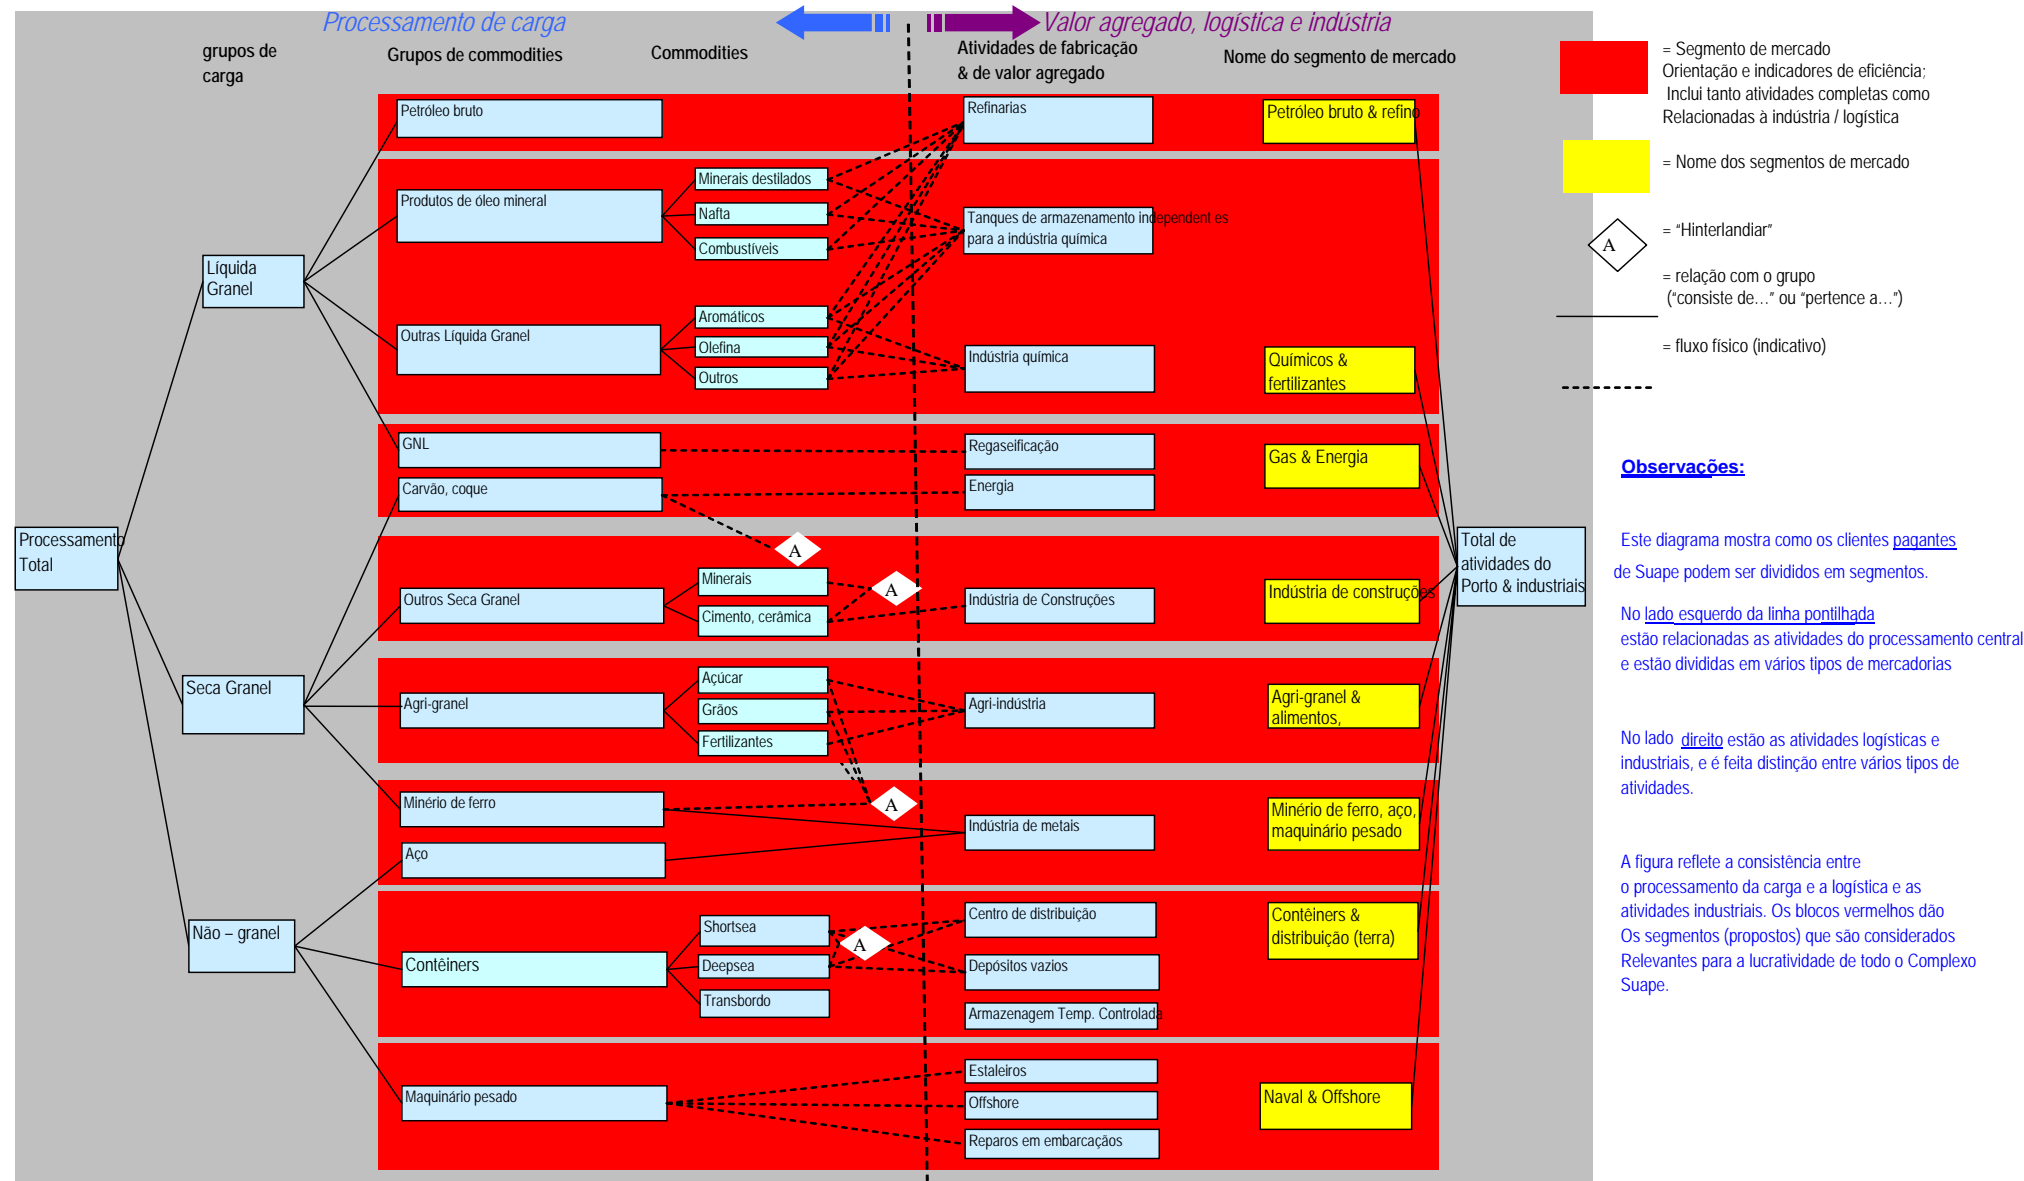 Processamento de carga
Valor agregado, logística e indústria
grupos de
carga
Grupos de commodities
Commodities
Atividades de fabricação
& de valor agregado
Nome do segmento de mercado
Processamento
Total
Líquida
Granel
Seca Granel
Não – granel
Petróleo bruto
Refinarias
Petróleo bruto & refino
Produtos de óleo mineral
Minerais destilados
Nafta
Combustíveis
Tanques de armazenamento independent es
para a indústria química
Outras Líquida Granel
Aromáticos
Olefina
Outros
Indústria química
Químicos &
fertilizantes
GNL
Carvão, coque
Regaseificação
Energia
Gas & Energia
A
Outros Seca Granel
Minerais
Cimento, cerâmica
A
Indústria de Construções
Indústria de construções
Agri-granel
Açúcar
Grãos
Fertilizantes
Agri-indústria
Agri-granel &
alimentos,
Minério de ferro
Aço
A
Indústria de metais
Minério de ferro, aço,
maquinário pesado
Contêiners
Shortsea
Deepsea
Transbordo
A
Centro de distribuição
Depósitos vazios
Armazenagem Temp. Controlada
Contêiners &
distribuição (terra)
Maquinário pesado
Estaleiros
Offshore
Reparos em embarcaçãos
Naval & Offshore
Total de
atividades do
Porto & industriais
= Segmento de mercado
Orientação e indicadores de eficiência;
Inclui tanto atividades completas como
Relacionadas à indústria / logística
= Nome dos segmentos de mercado
A
= “Hinterlandiar”
= relação com o grupo
(“consiste de…” ou “pertence a…”)
= fluxo físico (indicativo)
Observações:
Este diagrama mostra como os clientes pagantes
de Suape podem ser divididos em segmentos.
No lado esquerdo da linha pontilhada
estão relacionadas as atividades do processamento central
e estão divididas em vários tipos de mercadorias
No lado direito estão as atividades logísticas e
industriais, e é feita distinção entre vários tipos de
atividades.
A figura reflete a consistência entre
o processamento da carga e a logística e as
atividades industriais. Os blocos vermelhos dão
Os segmentos (propostos) que são considerados
Relevantes para a lucratividade de todo o Complexo
Suape.